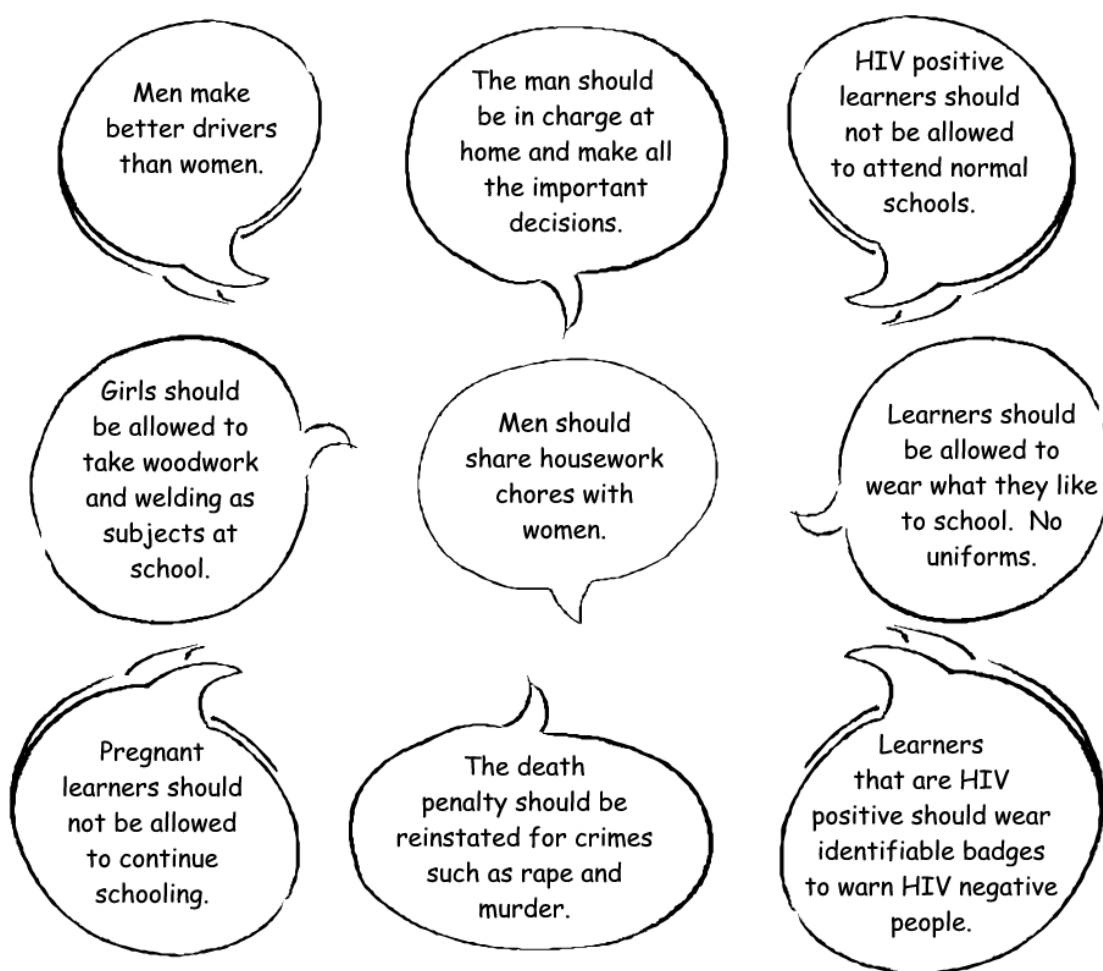 Men make
better drivers
than women.
The man should
be in charge at
home and make all
the important
decisions.
HIV positive
learners should
not be allowed
to attend normal
schools.
Girls should
be allowed to
take woodwork
and welding as
subjects at
school.
Men should
share housework
chores with
women.
Learners should
be allowed to
wear what they like
to school.  No
uniforms.
Pregnant
learners should
not be allowed
to continue
schooling.
The death
penalty should be
reinstated for crimes
such as rape and
murder.
Learners
that are HIV
positive should wear
identifiable badges
to warn HIV negative
people.